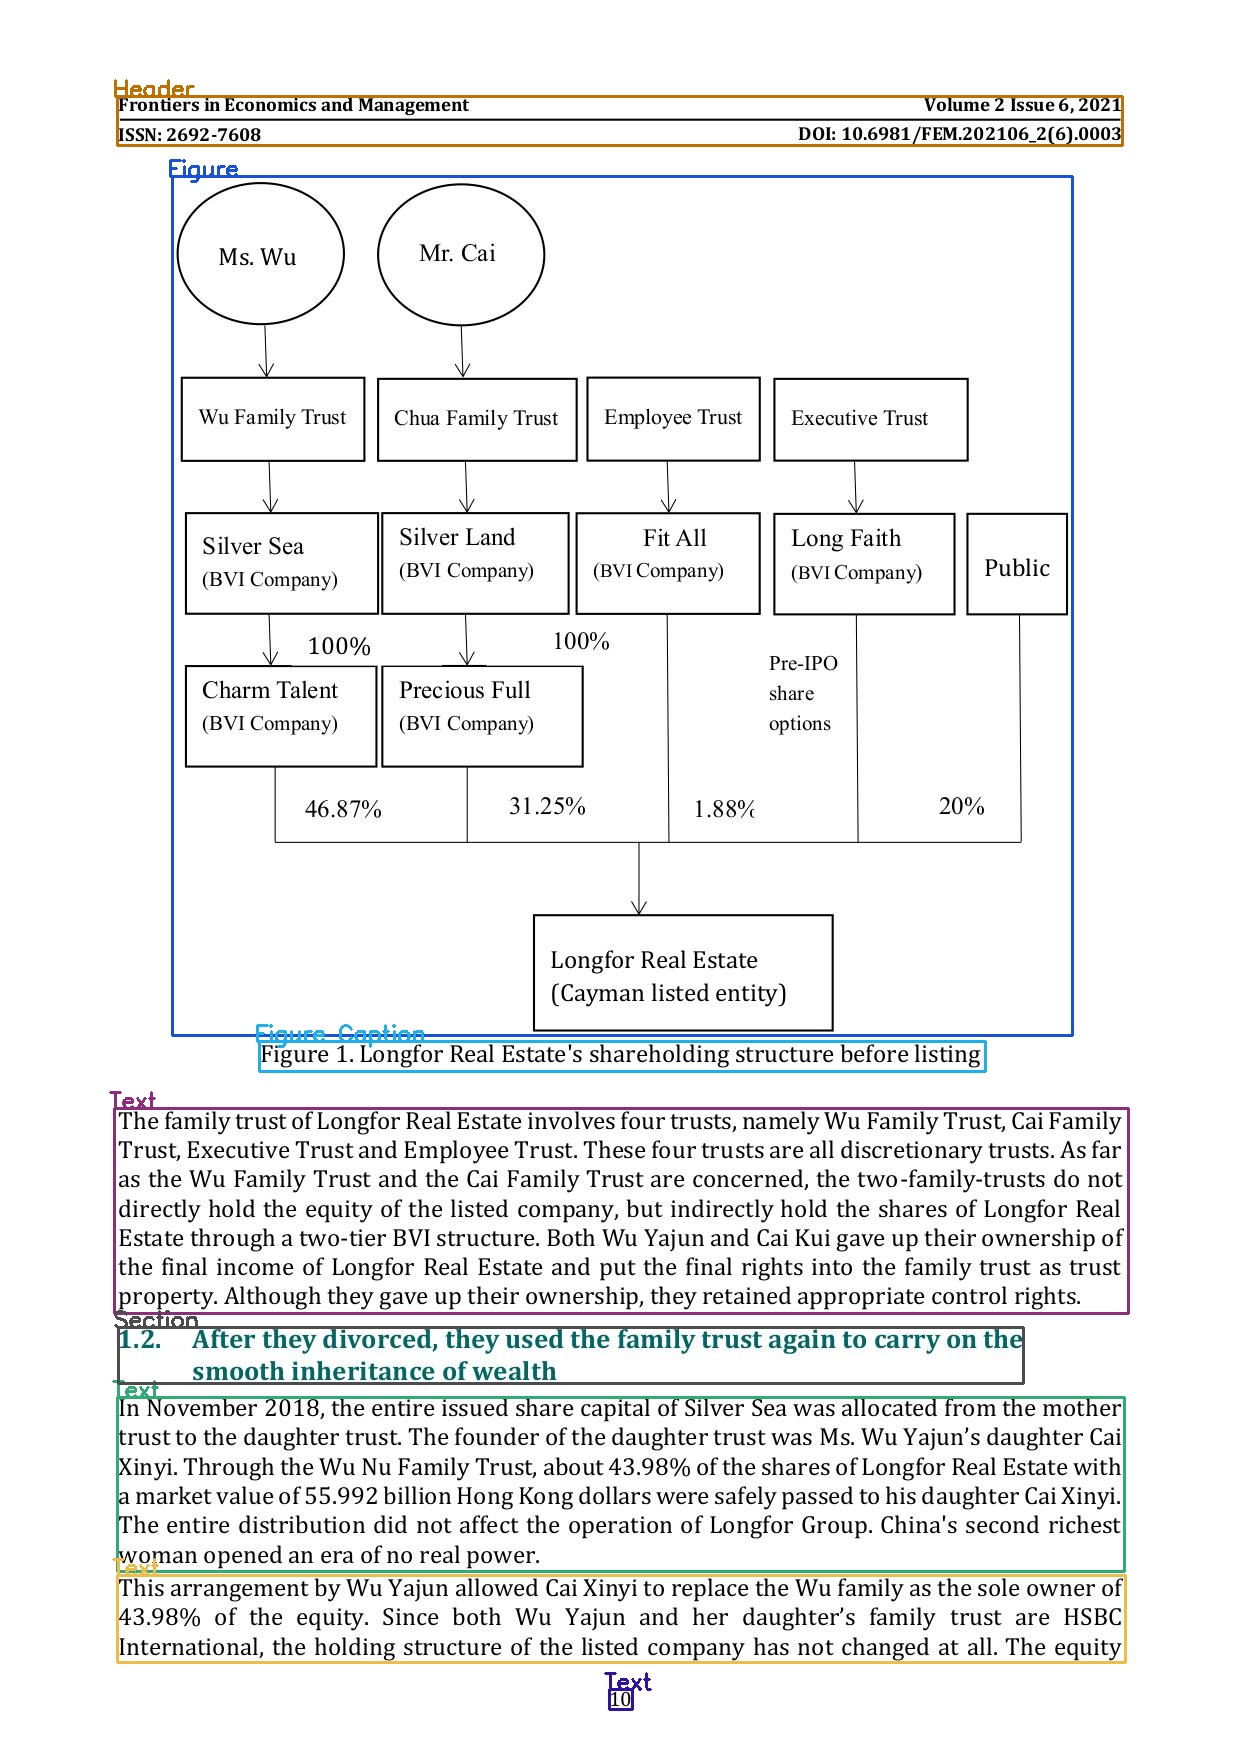 Header
Frontiers in Economics and Management Volume 2 Issue 6, 2021
ISSN: 2692-7608 DOI: 10.6981/FEM.202106_2(6).0003
Figure
Ms. Wu Mr. Cai
Wu Family Trust Chua Family Trust Employee Trust Executive Trust
Silver Sea
(BVI Company)
Silver Land
(BVI Company)
Fit All
(BVI Company)
Long Faith
(BVI Company)
Public
100% 100%
Pre-IPO
share
options
Charm Talent
(BVI Company)
Precious Full
(BVI Company)
46.87% 31.25% 1.88% 20%
Longfor Real Estate
(Cayman listed entity)
Figure Caption
Figure 1. Longfor Real Estate's shareholding structure before listing
Text
The family trust of Longfor Real Estate involves four trusts, namely Wu Family Trust, Cai Family
Trust, Executive Trust and Employee Trust. These four trusts are all discretionary trusts. As far
as the Wu Family Trust and the Cai Family Trust are concerned, the two-family-trusts do not
directly hold the equity of the listed company, but indirectly hold the shares of Longfor Real
Estate through a two-tier BVI structure. Both Wu Yajun and Cai Kui gave up their ownership of
the final income of Longfor Real Estate and put the final rights into the family trust as trust
property. Although they gave up their ownership, they retained appropriate control rights.
Section
1.2. After they divorced, they used the family trust again to carry on the
smooth inheritance of wealth
Text
In November 2018, the entire issued share capital of Silver Sea was allocated from the mother
trust to the daughter trust. The founder of the daughter trust was Ms. Wu Yajun’s daughter Cai
Xinyi. Through the Wu Nu Family Trust, about 43.98% of the shares of Longfor Real Estate with
a market value of 55.992 billion Hong Kong dollars were safely passed to his daughter Cai Xinyi.
The entire distribution did not affect the operation of Longfor Group. China's second richest
woman opened an era of no real power.
Text
This arrangement by Wu Yajun allowed Cai Xinyi to replace the Wu family as the sole owner of
43.98% of the equity. Since both Wu Yajun and her daughter’s family trust are HSBC
International, the holding structure of the listed company has not changed at all. The equity
Text
10